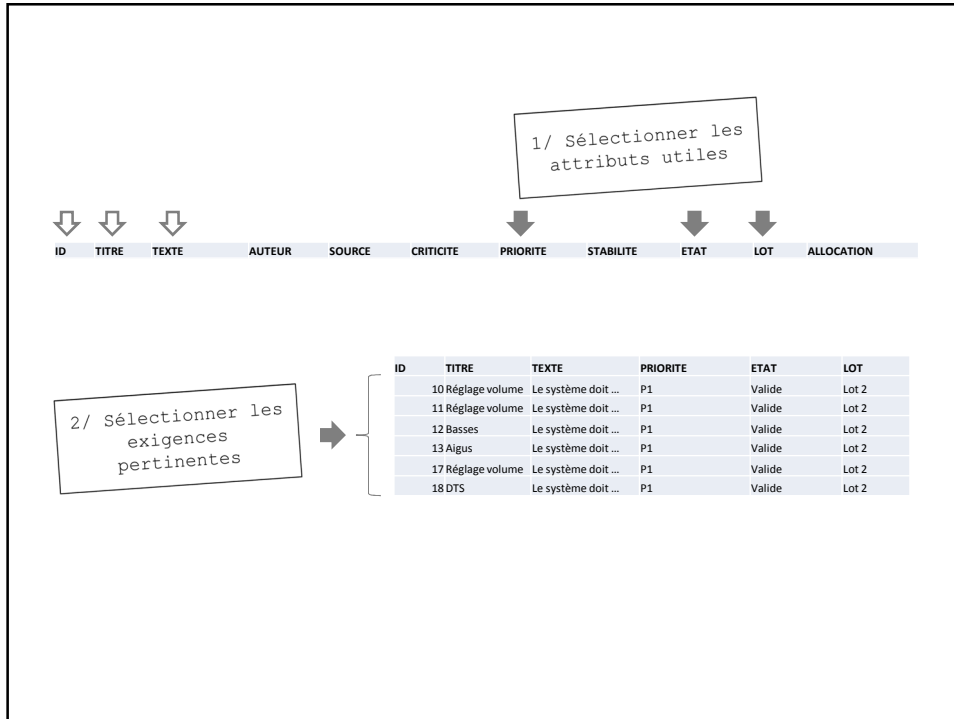 1/ Sélectionner les
attributs utiles
ID TITRE TEXTE AUTEUR SOURCE CRITICITE PRIORITE STABILITE ETAT LOT ALLOCATION
2/ Sélectionner les
exigences
pertinentes
ID TITRE TEXTE PRIORITE ETAT LOT
10 Réglage volume Le système doit ... P1 Valide Lot 2
11 Réglage volume Le système doit ... P1 Valide Lot 2
12 Basses Le système doit ... P1 Valide Lot 2
13 Aigus Le système doit ... P1 Valide Lot 2
17 Réglage volume Le système doit ... P1 Valide Lot 2
18 DTS Le système doit ... P1 Valide Lot 2